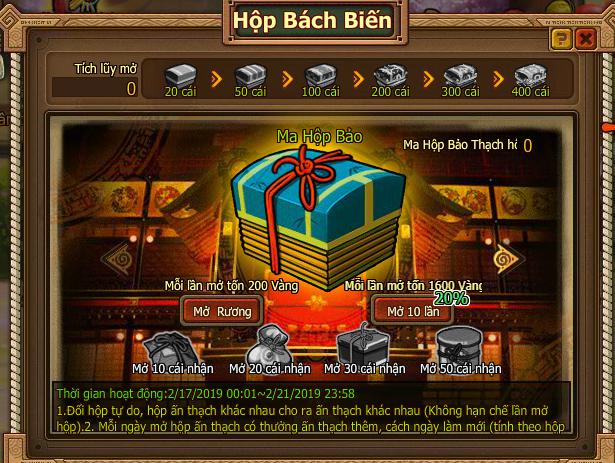 Hộp Bách Biến
?
Tích lũy mở
0
20 cái
50 cái
100 cái
200 cái
300 cái
400 cái
Ma Hộp Bảo
Ma Hộp Bảo Thạch hi 0
Mỗi lần mở tốn 200 Vàng
Mỗi lần mở tốn 1600 Vàng
20%
Mở Rương
Mở 10 lần
Mở 10 cái nhận
Mở 20 cái nhận
Mở 30 cái nhận
Mở 50 cái nhận
Thời gian hoạt động:2/17/2019 00:01~2/21/2019 23:58
1.Đổi hộp tự do, hộp ấn thạch khác nhau cho ra ấn thạch khác nhau (Không hạn chế lần mở
hộp).2. Mỗi ngày mở hộp ấn thạch có thưởng ấn thạch thêm, cách ngày làm mới (tính theo hộp